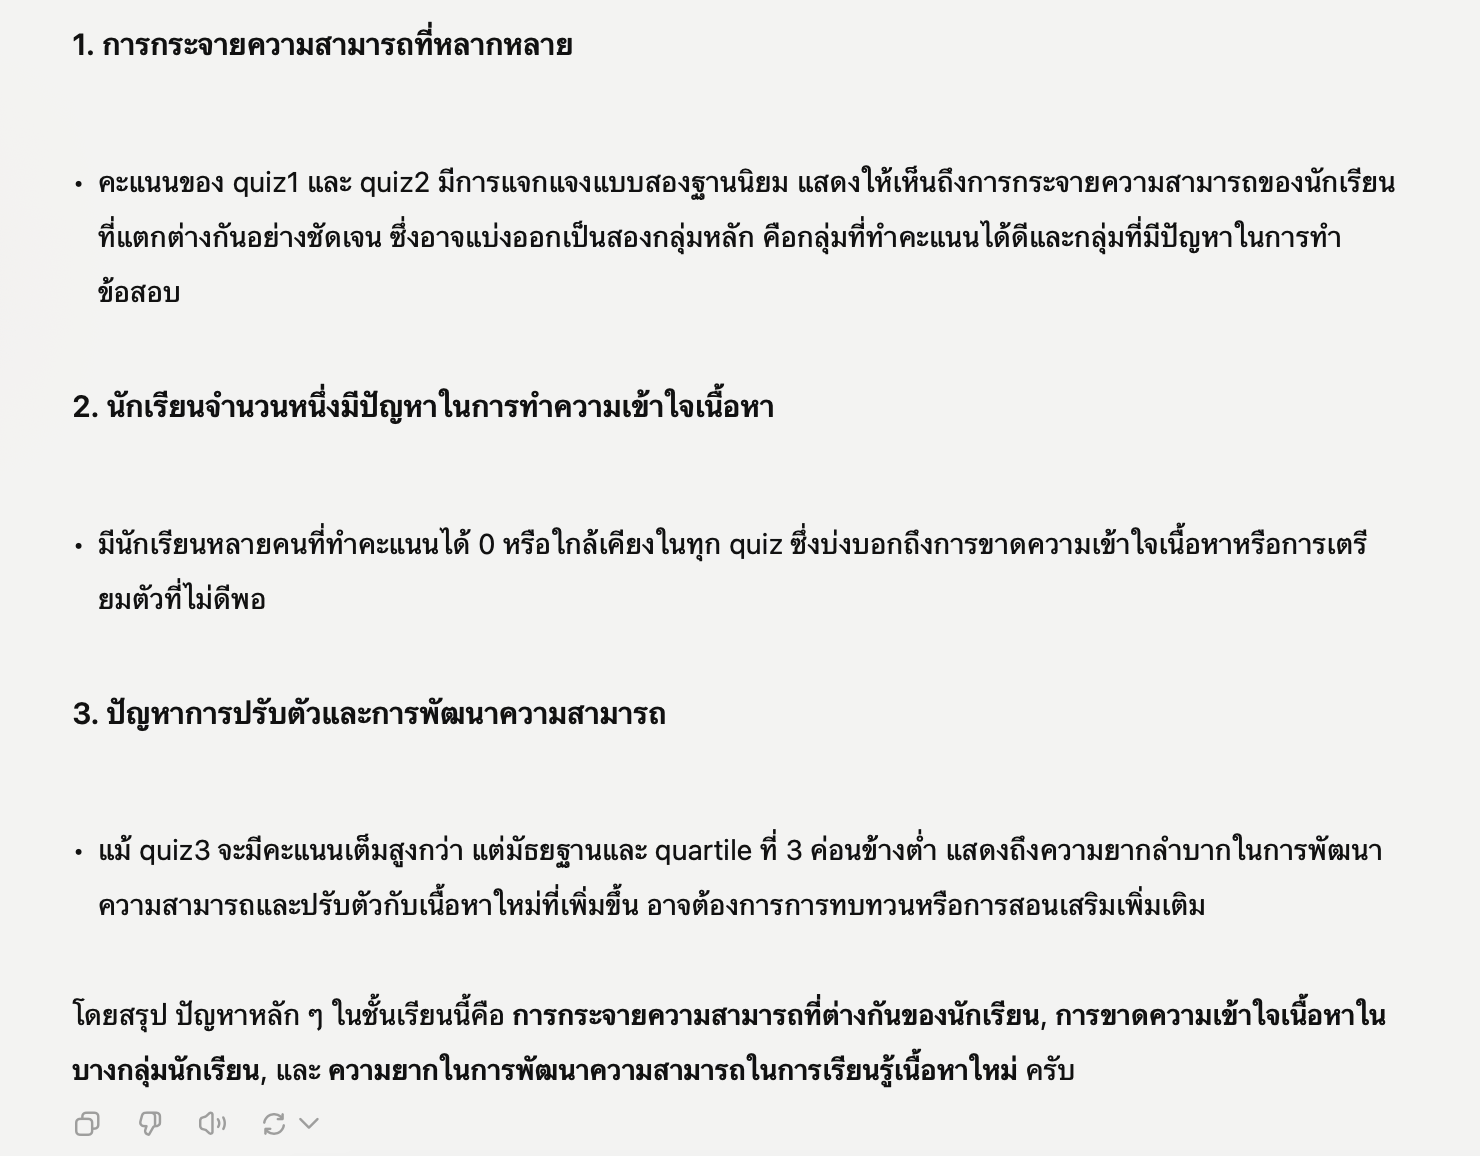 1. การกระจายความสามารถที่หลากหลาย
• คะแนนของ quiz1 และ quiz2 มีการแจกแจงแบบสองฐานนิยม แสดงให้เห็นถึงการกระจายความสามารถของนักเรียน
ที่แตกต่างกันอย่างชัดเจน ซึ่งอาจแบ่งออกเป็นสองกลุ่มหลัก คือกลุ่มที่ทำคะแนนได้ดีและกลุ่มที่มีปัญหาในการทำ
ข้อสอบ
2. นักเรียนจำนวนหนึ่งมีปัญหาในการทำความเข้าใจเนื้อหา
• มีนักเรียนหลายคนที่ทำคะแนนได้ 0 หรือใกล้เคียงในทุก quiz ซึ่งบ่งบอกถึงการขาดความเข้าใจเนื้อหาหรือการเตรี
ยมตัวที่ไม่ดีพอ
3. ปัญหาการปรับตัวและการพัฒนาความสามารถ
• แม้ quiz3 จะมีคะแนนเต็มสูงกว่า แต่มัธยฐานและ quartile ที่ 3 ค่อนข้างต่ำ แสดงถึงความยากลำบากในการพัฒนา
ความสามารถและปรับตัวกับเนื้อหาใหม่ที่เพิ่มขึ้น อาจต้องการการทบทวนหรือการสอนเสริมเพิ่มเติม
โดยสรุป ปัญหาหลัก ๆ ในชั้นเรียนนี้คือ การกระจายความสามารถที่ต่างกันของนักเรียน, การขาดความเข้าใจเนื้อหาใน
บางกลุ่มนักเรียน, และ ความยากในการพัฒนาความสามารถในการเรียนรู้เนื้อหาใหม่ ครับ